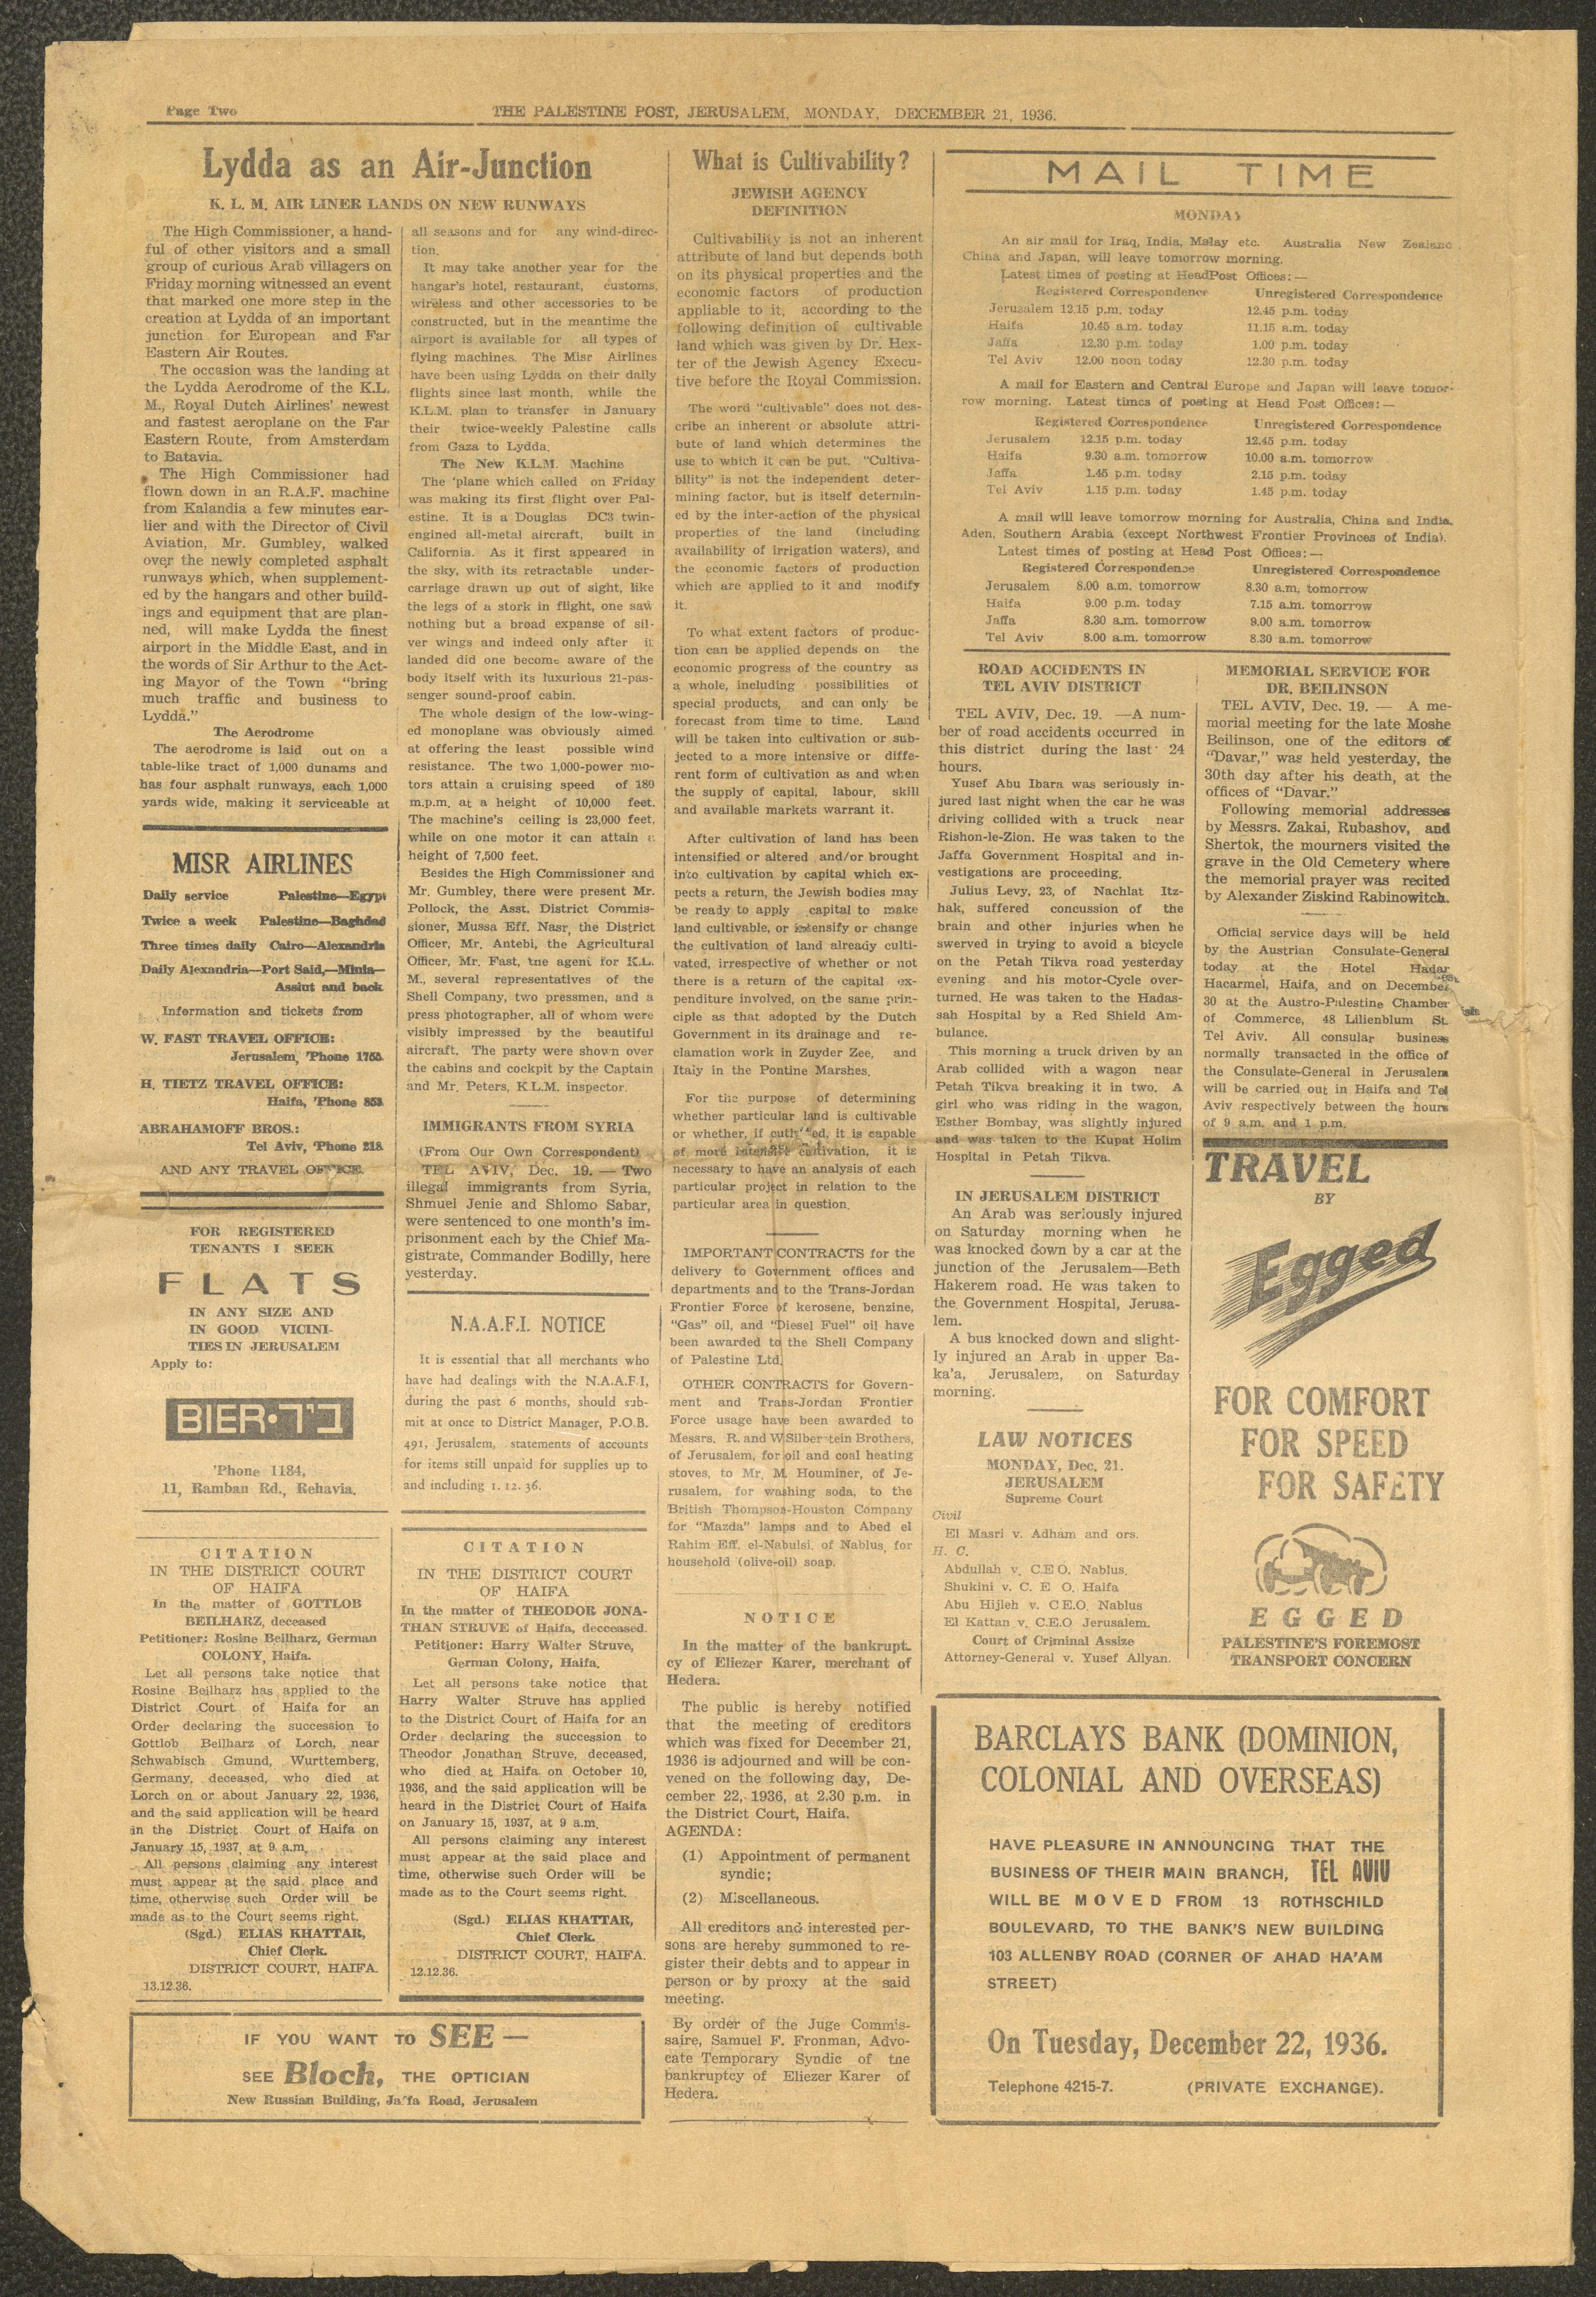 Page Two
THE PALESTINE POST, JERUSALEM, MONDAY, DECEMBER 21, 1936.
Lydda as an Air-Junction
K. L. M. AIR LINER LANDS ON NEW RUNWAYS
The High Commissioner, a hand-
ful of other visitors and a small
group of curious Arab villagers on
Friday morning witnessed an event
that marked one more step in the
creation at Lydda of an important
junction for European and Far
Eastern Air Routes.
The occasion was the landing at
the Lydda Aerodrome of the K.L.
M., Royal Dutch Airlines' newest
and fastest aeroplane on the Far
Eastern Route, from Amsterdam
to Batavia.
The High Commissioner had
flown down in an R.A.F. machine
from Kalandia a few minutes ear-
lier and with the Director of Civil
Aviation, Mr. Gumbley, walked
over the newly completed asphalt
runways which, when supplement-
ed by the hangars and other build-
ings and equipment that are plan-
ned, will make Lydda the finest
airport in the Middle East, and in
the words of Sir Arthur to the Act-
ing Mayor of the Town "bring
much traffic and business to
Lydda."
The Aerodrome
The aerodrome is laid out on a
table-like tract of 1,000 dunams and
has four asphalt runways, each 1,000
yards wide, making it serviceable at
all seasons and for any wind-direc-
tion.
It may take another year for the
hangar's hotel, restaurant, customs,
wireless and other accessories to be
constructed, but in the meantime the
airport is available for all types of
flying machines. The Misr Airlines
have been using Lydda on their daily
flights since last month, while the
K.L.M. plan to transfer in January
their twice-weekly Palestine calls
from Gaza to Lydda.
The New K.L.M. Machine
The 'plane which called on Friday
was making its first flight over Pal-
estine. It is a Douglas DC3 twin-
engined all-metal aircraft, built in
California. As it first appeared in
the sky, with its retractable under-
carriage drawn up out of sight, like
the legs of a stork in flight, one saw
nothing but a broad expanse of sil-
ver wings and indeed only after it
landed did one become aware of the
body itself with its luxurious 21-pas-
senger sound-proof cabin.
The whole design of the low-wing-
ed monoplane was obviously aimed
at offering the least possible wind
resistance. The two 1,000-power mo-
tors attain a cruising speed of 180
m.p.m. at a height of 10,000 feet.
The machine's ceiling is 23,000 feet,
while on one motor it can attain a
height of 7,500 feet.
Besides the High Commissioner and
Mr. Gumbley, there were present Mr.
Pollock, the Asst. District Commis-
sioner, Mussa Eff. Nasr, the District
Officer, Mr. Antebi, the Agricultural
Officer, Mr. Fast, tne agent for K.L.
M., several representatives of the
Shell Company, two pressmen, and a
press photographer, all of whom were
visibly impressed by the beautiful
aircraft. The party were shown over
the cabins and cockpit by the Captain
and Mr. Peters, K.L.M. inspector.
MISR AIRLINES
Daily service Palestine—Egypt
Twice a week Palestine—Baghdad
Three times daily Cairo—Alexandria
Daily Alexandria—Port Said,—Minia—
Assiut and back
Information and tickets from
W. FAST TRAVEL OFFICE:
Jerusalem, 'Phone 1755.
H. TIETZ TRAVEL OFFICE:
Haifa, 'Phone 853.
ABRAHAMOFF BROS.:
Tel Aviv, 'Phone 218.
AND ANY TRAVEL OFFICE.
FOR REGISTERED
TENANTS I SEEK
FLATS
IN ANY SIZE AND
IN GOOD VICINI-
TIES IN JERUSALEM
Apply to:
BIER·ביר
'Phone 1184,
11, Ramban Rd., Rehavia.
IMMIGRANTS FROM SYRIA
(From Our Own Correspondent)
TEL AVIV, Dec. 19. — Two
illegal immigrants from Syria,
Shmuel Jenie and Shlomo Sabar,
were sentenced to one month's im-
prisonment each by the Chief Ma-
gistrate, Commander Bodilly, here
yesterday.
N.A.A.F.I. NOTICE
It is essential that all merchants who
have had dealings with the N.A.A.F.I,
during the past 6 months, should sub-
mit at once to District Manager, P.O.B.
491, Jerusalem, statements of accounts
for items still unpaid for supplies up to
and including 1. 12. 36.
CITATION
IN THE DISTRICT COURT
OF HAIFA
In the matter of GOTTLOB
BEILHARZ, deceased
Petitioner: Rosine Beilharz, German
COLONY, Haifa.
Let all persons take notice that
Rosine Beilharz has applied to the
District Court of Haifa for an
Order declaring the succession to
Gottlob Beilharz of Lorch, near
Schwabisch Gmund, Wurttemberg,
Germany, deceased, who died at
Lorch on or about January 22, 1936,
and the said application will be heard
in the District Court of Haifa on
January 15, 1937, at 9 a.m.
All persons claiming any interest
must appear at the said place and
time, otherwise such Order will be
made as to the Court seems right.
(Sgd.) ELIAS KHATTAR,
Chief Clerk.
DISTRICT COURT, HAIFA.
13.12.36.
CITATION
IN THE DISTRICT COURT
OF HAIFA
In the matter of THEODOR JONA-
THAN STRUVE of Haifa, decceased.
Petitioner: Harry Walter Struve,
German Colony, Haifa.
Let all persons take notice that
Harry Walter Struve has applied
to the District Court of Haifa for an
Order declaring the succession to
Theodor Jonathan Struve, deceased,
who died at Haifa on October 10,
1936, and the said application will be
heard in the District Court of Haifa
on January 15, 1937, at 9 a.m.
All persons claiming any interest
must appear at the said place and
time, otherwise such Order will be
made as to the Court seems right.
(Sgd.) ELIAS KHATTAR,
Chief Clerk.
DISTRICT COURT, HAIFA.
12.12.36.
IF YOU WANT TO SEE —
SEE Bloch, THE OPTICIAN
New Russian Building, Jaffa Road, Jerusalem
What is Cultivability?
JEWISH AGENCY
DEFINITION
Cultivability is not an inherent
attribute of land but depends both
on its physical properties and the
economic factors of production
appliable to it, according to the
following definition of cultivable
land which was given by Dr. Hex-
ter of the Jewish Agency Execu-
tive before the Royal Commission.
The word "cultivable" does not des-
cribe an inherent or absolute attri-
bute of land which determines the
use to which it can be put. "Cultiva-
bility" is not the independent deter-
mining factor, but is itself determin-
ed by the inter-action of the physical
properties of the land (including
availability of irrigation waters), and
the economic factors of production
which are applied to it and modify
it.
To what extent factors of produc-
tion can be applied depends on the
economic progress of the country as
a whole, including possibilities of
special products, and can only be
forecast from time to time. Land
will be taken into cultivation or sub-
jected to a more intensive or diffe-
rent form of cultivation as and when
the supply of capital, labour, skill
and available markets warrant it.
After cultivation of land has been
intensified or altered and/or brought
into cultivation by capital which ex-
pects a return, the Jewish bodies may
be ready to apply capital to make
land cultivable, or intensify or change
the cultivation of land already culti-
vated, irrespective of whether or not
there is a return of the capital ex-
penditure involved, on the same prin-
ciple as that adopted by the Dutch
Government in its drainage and re-
clamation work in Zuyder Zee, and
Italy in the Pontine Marshes.
For the purpose of determining
whether particular land is cultivable
or whether, if it is capable
of more intensive cultivation, it is
necessary to have an analysis of each
particular project in relation to the
particular area in question.
IMPORTANT CONTRACTS for the
delivery to Government offices and
departments and to the Trans-Jordan
Frontier Force of kerosene, benzine,
"Gas" oil, and "Diesel Fuel" oil have
been awarded to the Shell Company
of Palestine Ltd.
OTHER CONTRACTS for Govern-
ment and Trans-Jordan Frontier
Force usage have been awarded to
Messrs. R. and W Silberstein Brothers,
of Jerusalem, for oil and coal heating
stoves, to Mr. M. Houminer, of Je-
rusalem, for washing soda, to the
British Thompson-Houston Company
for "Mazda" lamps and to Abed el
Rahim Eff. el-Nabulsi, of Nablus, for
household (olive-oil) soap.
NOTICE
In the matter of the bankrupt-
cy of Eliezer Karer, merchant of
Hedera.
The public is hereby notified
that the meeting of creditors
which was fixed for December 21,
1936 is adjourned and will be con-
vened on the following day, De-
cember 22, 1936, at 2.30 p.m. in
the District Court, Haifa.
AGENDA:
(1) Appointment of permanent
syndic;
(2) Miscellaneous.
All creditors and interested per-
sons are hereby summoned to re-
gister their debts and to appear in
person or by proxy at the said
meeting.
By order of the Juge Commis-
saire, Samuel F. Fronman, Advo-
cate Temporary Syndic of tne
bankruptcy of Eliezer Karer of
Hedera.
MAIL TIME
MONDAY
An air mail for Iraq, India, Malay etc. Australia New Zealand
China and Japan, will leave tomorrow morning.
Latest times of posting at HeadPost Offices:—
Registered Correspondence Unregistered Correspondence
Jerusalem 12.15 p.m. today 12.45 p.m. today
Haifa 10.45 a.m. today 11.15 a.m. today
Jaffa 12.30 p.m. today 1.00 p.m. today
Tel Aviv 12.00 noon today 12.30 p.m. today
A mail for Eastern and Central Europe and Japan will leave tomor-
row morning. Latest times of posting at Head Post Offices:—
Registered Correspondence Unregistered Correspondence
Jerusalem 12.15 p.m. today 12.45 p.m. today
Haifa 9.30 a.m. tomorrow 10.00 a.m. tomorrow
Jaffa 1.45 p.m. today 2.15 p.m. today
Tel Aviv 1.15 p.m. today 1.45 p.m. today
A mail will leave tomorrow morning for Australia, China and India,
Aden, Southern Arabia (except Northwest Frontier Provinces of India).
Latest times of posting at Head Post Offices:—
Registered Correspondence Unregistered Correspondence
Jerusalem 8.00 a.m. tomorrow 8.30 a.m. tomorrow
Haifa 9.00 p.m. today 7.15 a.m. tomorrow
Jaffa 8.30 a.m. tomorrow 9.00 a.m. tomorrow
Tel Aviv 8.00 a.m. tomorrow 8.30 a.m. tomorrow
ROAD ACCIDENTS IN
TEL AVIV DISTRICT
TEL AVIV, Dec. 19. —A num-
ber of road accidents occurred in
this district during the last 24
hours.
Yusef Abu Ibara was seriously in-
jured last night when the car he was
driving collided with a truck near
Rishon-le-Zion. He was taken to the
Jaffa Government Hospital and in-
vestigations are proceeding.
Julius Levy, 23, of Nachlat Itz-
hak, suffered concussion of the
brain and other injuries when he
swerved in trying to avoid a bicycle
on the Petah Tikva road yesterday
evening and his motor-Cycle over-
turned. He was taken to the Hadas-
sah Hospital by a Red Shield Am-
bulance.
This morning a truck driven by an
Arab collided with a wagon near
Petah Tikva breaking it in two. A
girl who was riding in the wagon,
Esther Bombay, was slightly injured
and was taken to the Kupat Holim
Hospital in Petah Tikva.
IN JERUSALEM DISTRICT
An Arab was seriously injured
on Saturday morning when he
was knocked down by a car at the
junction of the Jerusalem—Beth
Hakerem road. He was taken to
the Government Hospital, Jerusa-
lem.
A bus knocked down and slight-
ly injured an Arab in upper Ba-
ka'a, Jerusalem, on Saturday
morning.
LAW NOTICES
MONDAY, Dec. 21.
JERUSALEM
Supreme Court
Civil
El Masri v. Adham and ors.
H. C.
Abdullah v. C.E O. Nablus.
Shukini v. C. E O. Haifa
Abu Hijleh v. C E.O. Nablus
El Kattan v. C.E.O Jerusalem.
Court of Criminal Assize
Attorney-General v. Yusef Allyan.
MEMORIAL SERVICE FOR
DR. BEILINSON
TEL AVIV, Dec. 19. — A me-
morial meeting for the late Moshe
Beilinson, one of the editors of
"Davar," was held yesterday, the
30th day after his death, at the
offices of "Davar."
Following memorial addresses
by Messrs. Zakai, Rubashov, and
Shertok, the mourners visited the
grave in the Old Cemetery where
the memorial prayer was recited
by Alexander Ziskind Rabinowitch.
Official service days will be held
by the Austrian Consulate-General
today at the Hotel Hadar
Hacarmel, Haifa, and on December
30 at the Austro-Palestine Chamber
of Commerce, 48 Lilienblum St.
Tel Aviv. All consular business
normally transacted in the office of
the Consulate-General in Jerusalem
will be carried out in Haifa and Tel
Aviv respectively between the hours
of 9 a.m. and 1 p.m.
TRAVEL
BY
Egged
FOR COMFORT
FOR SPEED
FOR SAFETY
EGGED
PALESTINE'S FOREMOST
TRANSPORT CONCERN
BARCLAYS BANK (DOMINION,
COLONIAL AND OVERSEAS)
HAVE PLEASURE IN ANNOUNCING THAT THE
BUSINESS OF THEIR MAIN BRANCH, TEL AVIV
WILL BE MOVED FROM 13 ROTHSCHILD
BOULEVARD, TO THE BANK'S NEW BUILDING
103 ALLENBY ROAD (CORNER OF AHAD HA'AM
STREET)
On Tuesday, December 22, 1936.
Telephone 4215-7. (PRIVATE EXCHANGE).